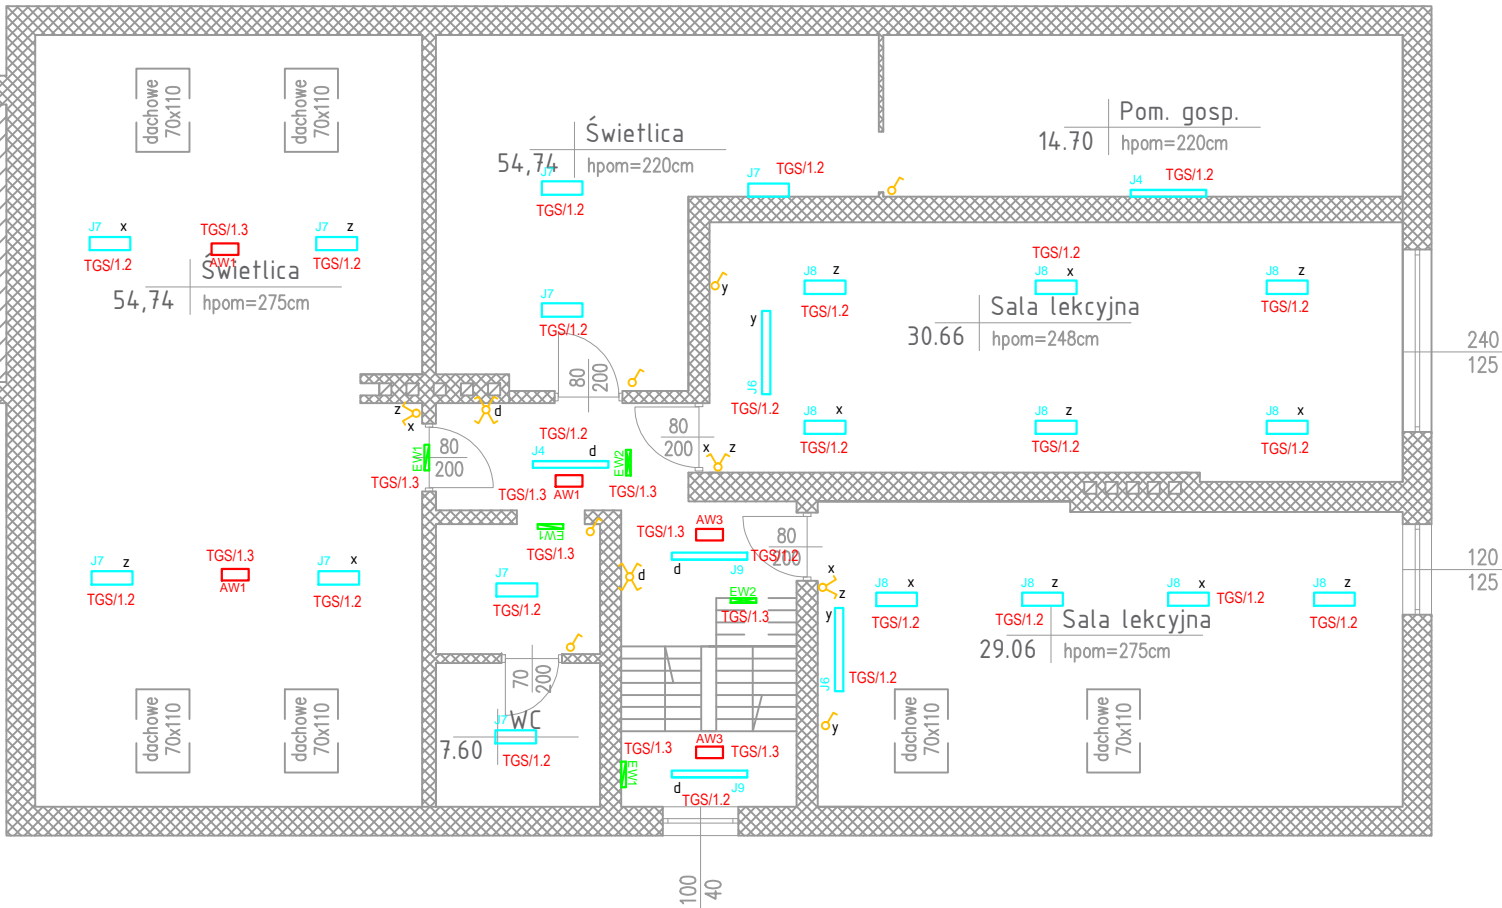 dachowe
70x110
dachowe
70x110
Świetlica
54,74
hpom=220cm
J7
TGS/1.2
J7
TGS/1.2
Pom. gosp.
14.70
hpom=220cm
J4
TGS/1.2
J7
x
TGS/1.2
TGS/1.3
AW1
J7
z
TGS/1.2
Świetlica
54,74
hpom=275cm
J7
TGS/1.2
y
y
J6
TGS/1.2
J8
z
TGS/1.2
TGS/1.2
J8
x
J8
z
TGS/1.2
Sala lekcyjna
30.66
hpom=248cm
240
125
80
200
J8
x
TGS/1.2
J8
z
TGS/1.2
J8
x
TGS/1.2
z
x
d
80
200
x
z
EW1
80
200
TGS/1.3
TGS/1.2
J4
d
EW2
TGS/1.3
AW1
TGS/1.3
EW1
TGS/1.3
TGS/1.3
AW3
80
200
TGS/1.2
d
J9
J7
z
TGS/1.2
TGS/1.3
AW1
J7
x
TGS/1.2
J7
TGS/1.2
d
EW2
TGS/1.3
x
z
y
J6
TGS/1.2
y
J8
x
TGS/1.2
J8
z
TGS/1.2
J8
x
TGS/1.2
J8
z
TGS/1.2
Sala lekcyjna
29.06
hpom=275cm
120
125
70
200
J7
WC
7.60
TGS/1.2
dachowe
70x110
dachowe
70x110
TGS/1.3
AW3
TGS/1.3
EW1
d
J9
TGS/1.2
dachowe
70x110
dachowe
70x110
100
40